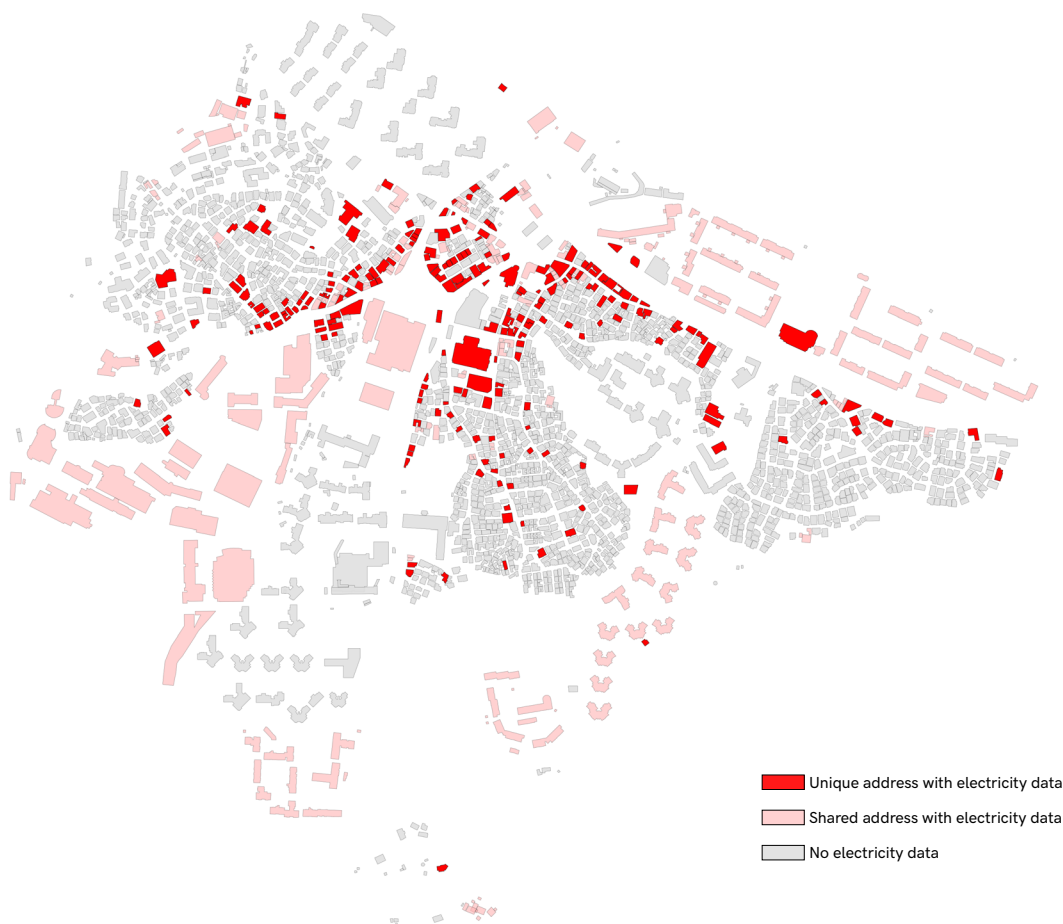 Unique address with electricity data
Shared address with electricity data
No electricity data